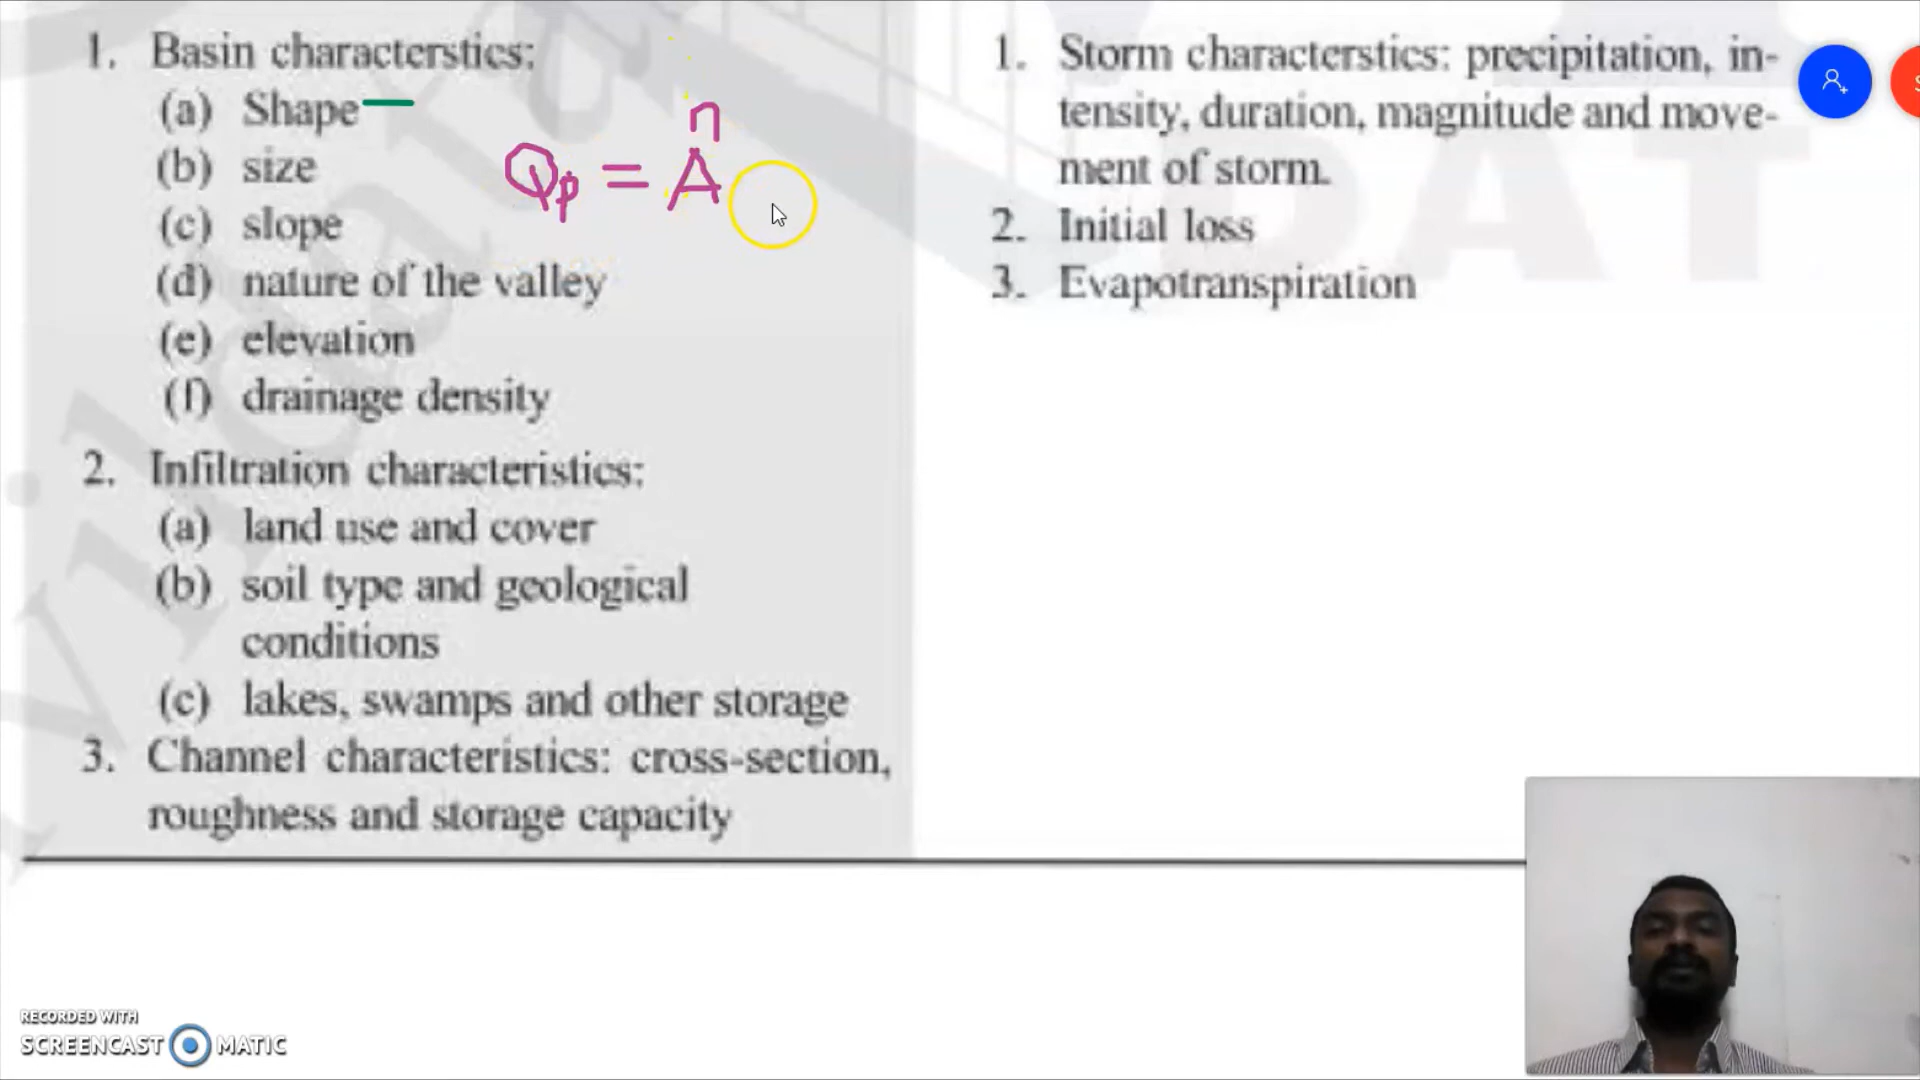 1. Basin characterstics:
(a) Shape
(b) size
(c) slope
(d) nature of the valley
(e) elevation
(f) drainage density
2. Infiltration characteristics:
(a) land use and cover
(b) soil type and geological
conditions
(c) lakes, swamps and other storage
3. Channel characteristics: cross-section,
roughness and storage capacity
Qp = A^n
1. Storm characterstics: precipitation, in-
tensity, duration, magnitude and move-
ment of storm.
2. Initial loss
3. Evapotranspiration
RECORDED WITH
SCREENCAST MATIC